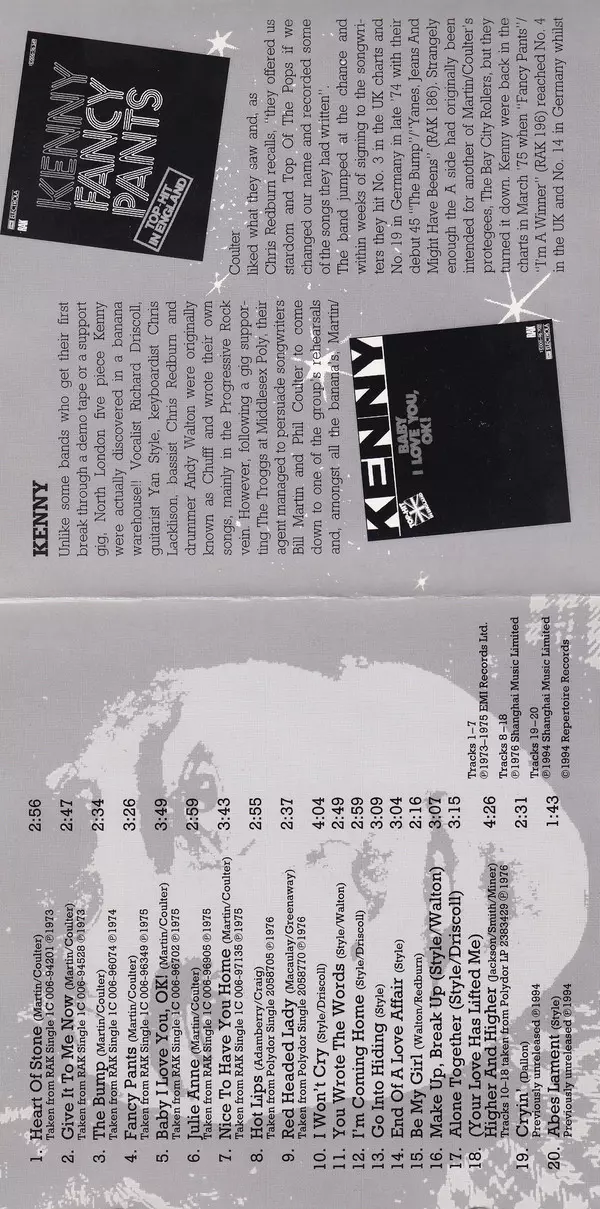 1. Heart Of Stone (Martin/Coulter) 2:56
Taken from RAK Single 1C 006-94201 ℗1973
2. Give It To Me Now (Martin/Coulter) 2:47
Taken from RAK Single 1C 006-94528 ℗1973
3. The Bump (Martin/Coulter) 2:34
Taken from RAK Single 1C 006-96074 ℗1974
4. Fancy Pants (Martin/Coulter) 3:26
Taken from RAK Single 1C 006-96349 ℗1975
5. Baby I Love You, OK! (Martin/Coulter) 3:49
Taken from RAK Single 1C 006-96703 ℗1975
6. Julie Anne (Martin/Coulter) 2:59
Taken from RAK Single 1C 006-96905 ℗1975
7. Nice To Have You Home (Martin/Coulter) 3:43
Taken from RAK Single 1C 006-97135 ℗1975
8. Hot Lips (Adamberry/Craig) 2:55
Taken from Polydor Single 2058705 ℗1976
9. Red Headed Lady (Macaulay/Greenaway) 2:37
Taken from Polydor Single 2058770 ℗1976
10. I Won't Cry (Style/Driscoll) 4:04
11. You Wrote The Words (Style/Walton) 2:49
12. I'm Coming Home (Style/Driscoll) 2:59
13. Go Into Hiding (Style) 3:09
14. End Of A Love Affair (Style) 3:04
15. Be My Girl (Walton/Redburn) 2:16
16. Make Up, Break Up (Style/Walton) 3:07
17. Alone Together (Style/Driscoll) 3:15
18. (Your Love Has Lifted Me)
Higher And Higher (Jackson/Smith/Miner) 4:26
Tracks 10-18 taken from Polydor LP 2383429 ℗1976
19. Cryin' (Dallon) 2:31
Previously unreleased ℗1994
20. Abes Lament (Style) 1:43
Previously unreleased ℗1994
Tracks 1-7
℗1973-1975 EMI Records Ltd.
Tracks 8-18
℗1976 Shanghai Music Limited
Tracks 19-20
℗1994 Shanghai Music Limited
©1994 Repertoire Records
KENNY
Unlike some bands who get their first
break through a demo tape or a support
gig, North London five piece Kenny
were actually discovered in a banana
warehouse!! Vocalist Richard Driscoll,
guitarist Yan Style, keyboardist Chris
Lacklison, bassist Chris Redburn and
drummer Andy Walton were originally
known as Chuff and wrote their own
songs, mainly in the Progressive Rock
vein. However, following a gig suppor-
ting The Troggs at Middlesex Poly, their
agent managed to persuade songwriters
Bill Martin and Phil Coulter to come
down to one of the group's rehearsals
and, amongst all the banana's, Martin/
KENNY
BABY
I LOVE YOU,
OK!
RAK
EMI ELECTROLA
KENNY
FANCY
PANTS
TOP-HIT
IN ENGLAND
EMI ELECTROLA
RAK
Coulter
liked what they saw and, as
Chris Redburn recalls, "they offered us
stardom and Top Of The Pops if we
changed our name and recorded some
of the songs they had written".
The band jumped at the chance and
within weeks of signing to the songwri-
ters they hit No. 3 in the UK charts and
No. 19 in Germany in late '74 with their
debut 45 "The Bump"/"Yanes, Jeans And
Might Have Beens" (RAK 186). Strangely
enough the A side had originally been
intended for another of Martin/Coulter's
protegees, The Bay City Rollers, but they
turned it down. Kenny were back in the
charts in March '75 when "Fancy Pants"/
"I'm A Winner" (RAK 196) reached No. 4
in the UK and No. 14 in Germany whilst